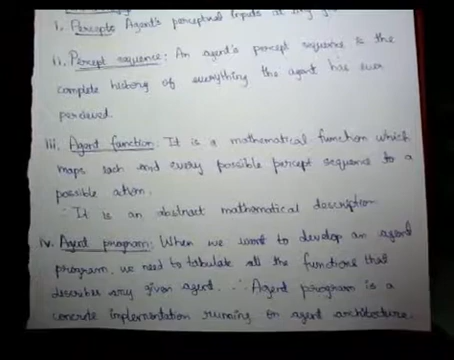 i. Percepts Agent's perceptual inputs at any
ii. Percept sequence: An agent's percept sequence is the
complete history of everything the agent has ever
percieved.
iii. Agent function: It is a mathematical function which
maps each and every possible percept sequence to a
possible action.
It is an abstract mathematical description
iv. Agent program: When we want to develop an agent
program, we need to tabulate all the functions that
describes any given agent. ∴ Agent program is a
concrete implementation running on agent architecture.